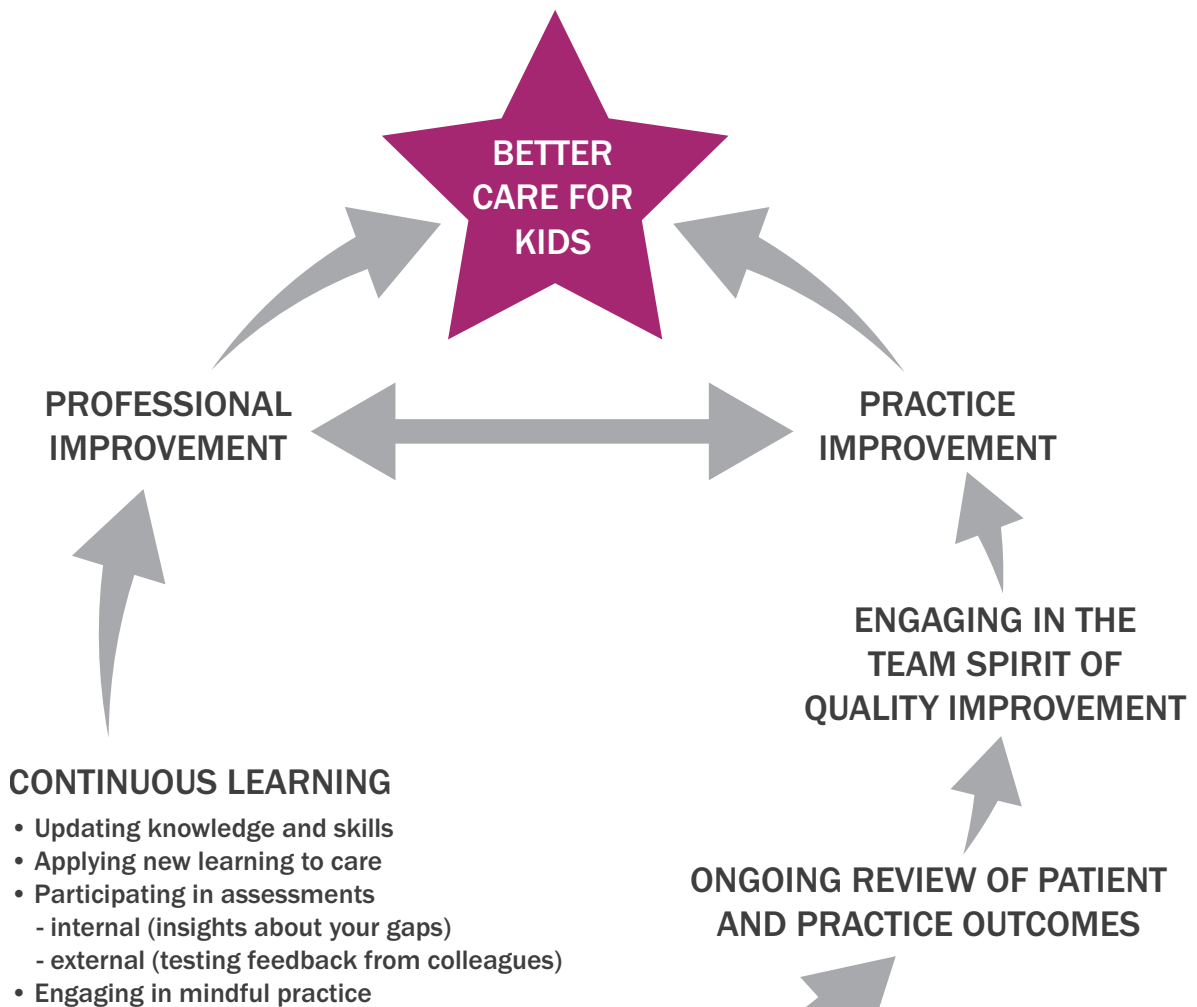 BETTER
CARE FOR
KIDS
PROFESSIONAL
IMPROVEMENT
PRACTICE
IMPROVEMENT
ENGAGING IN THE
TEAM SPIRIT OF
QUALITY IMPROVEMENT
CONTINUOUS LEARNING
• Updating knowledge and skills
• Applying new learning to care
• Participating in assessments
- internal (insights about your gaps)
- external (testing feedback from colleagues)
• Engaging in mindful practice
ONGOING REVIEW OF PATIENT
AND PRACTICE OUTCOMES